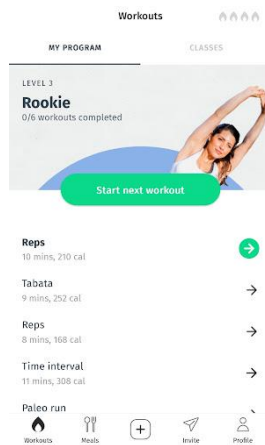 Workouts
MY PROGRAM
CLASSES
LEVEL 3
Rookie
0/6 workouts completed
Start next workout
Reps
10 mins, 210 cal
Tabata
9 mins, 252 cal
Reps
8 mins, 168 cal
Time interval
11 mins, 308 cal
Paleo run
Workouts
Meals
Invite
Profile